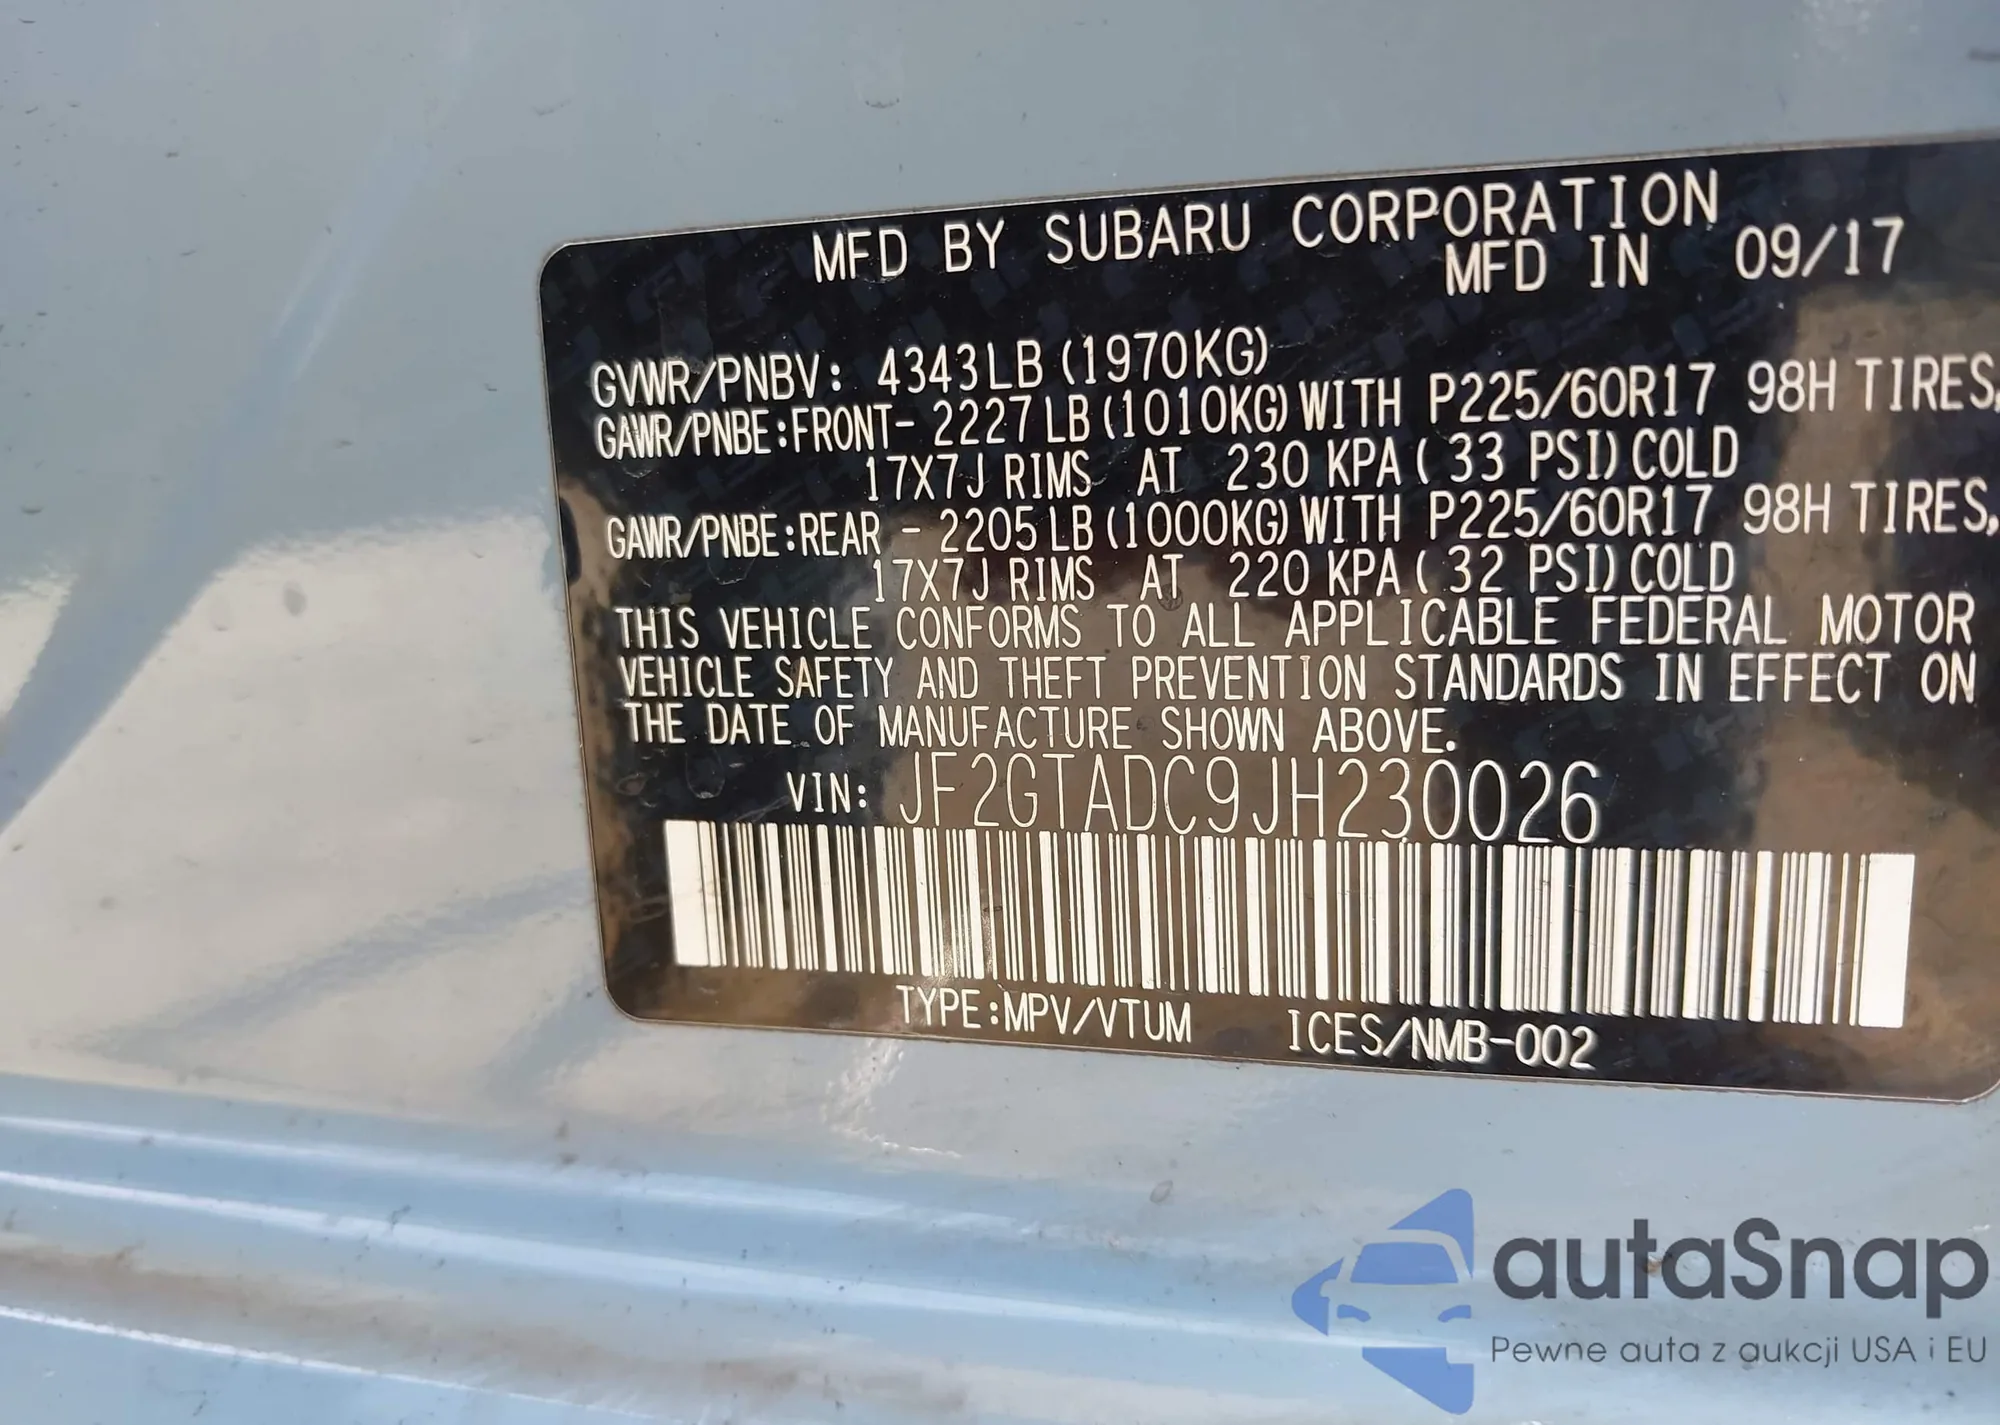 MFD BY SUBARU CORPORATION
MFD IN 09/17
GVWR/PNBV: 4343LB (1970KG)
GAWR/PNBE:FRONT- 2227LB (1010KG) WITH P225/60R17 98H TIRES,
17X7J RIMS AT 230 KPA ( 33 PSI) COLD
GAWR/PNBE:REAR - 2205LB (1000KG) WITH P225/60R17 98H TIRES,
17X7J RIMS AT 220 KPA ( 32 PSI) COLD
THIS VEHICLE CONFORMS TO ALL APPLICABLE FEDERAL MOTOR
VEHICLE SAFETY AND THEFT PREVENTION STANDARDS IN EFFECT ON
THE DATE OF MANUFACTURE SHOWN ABOVE.
VIN: JF2GTADC9JH230026
TYPE:MPV/VTUM ICES/NMB-002
autaSnap
Pewne auta z aukcji USA i EU